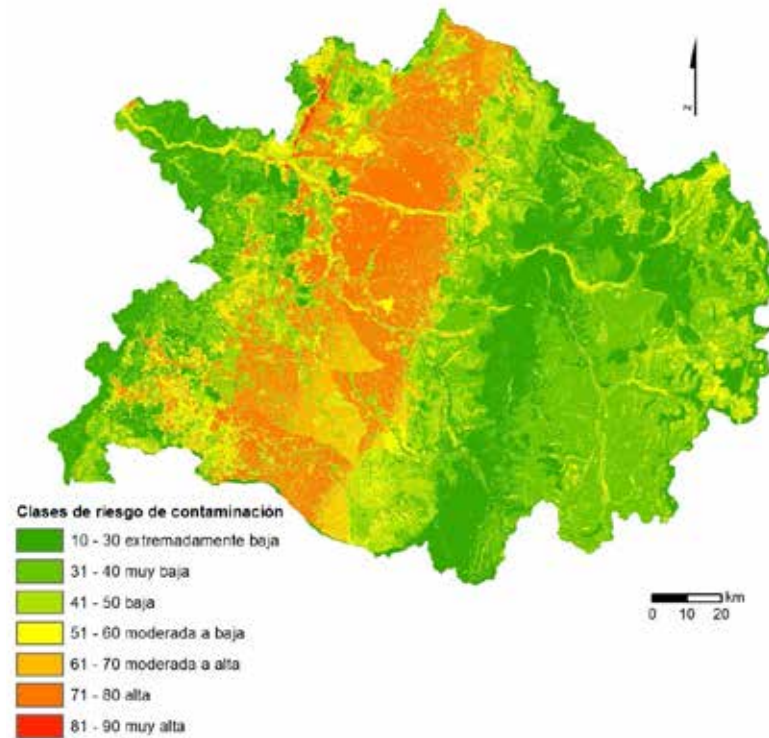 N
Clases de riesgo de contaminación
10 - 30 extremadamente baja
31 - 40 muy baja
41 - 50 baja
51 - 60 moderada a baja
61 - 70 moderada a alta
71 - 80 alta
81 - 90 muy alta
km
0 10 20